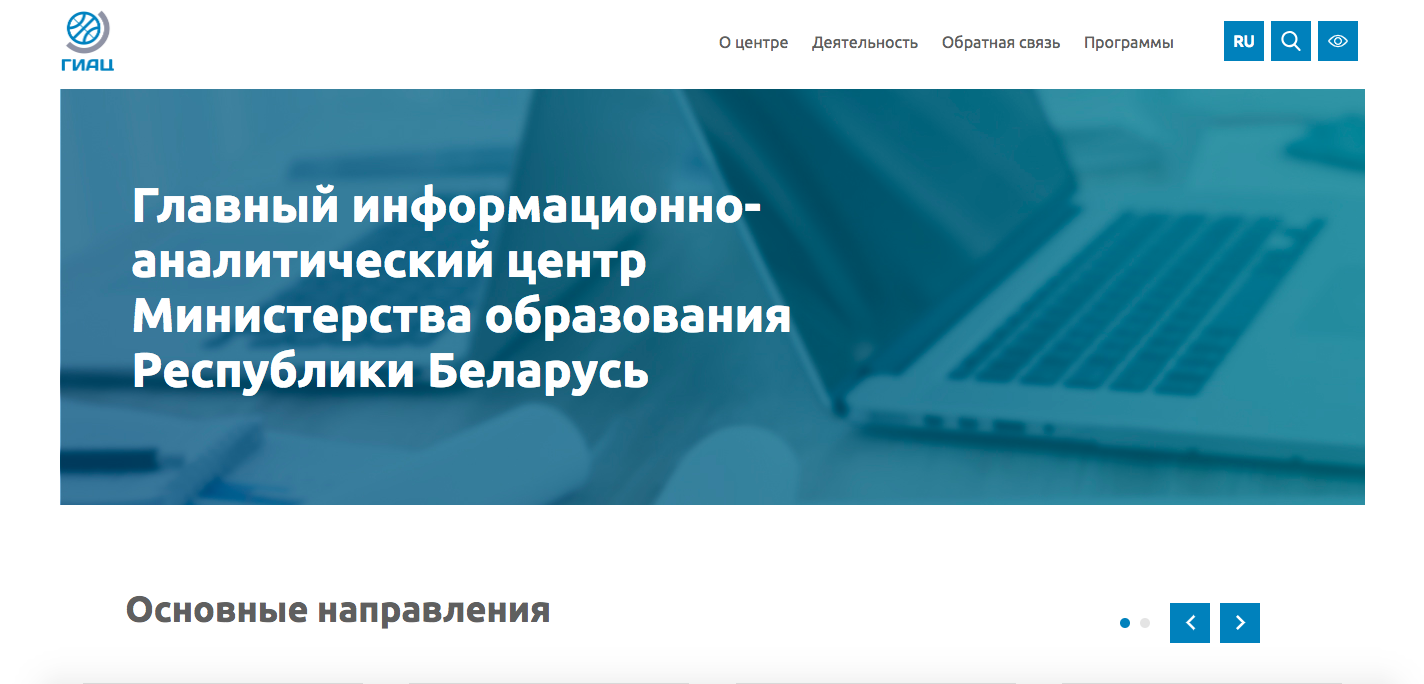 ГИАЦ
О центре Деятельность Обратная связь Программы RU
Главный информационно-
аналитический центр
Министерства образования
Республики Беларусь
Основные направления